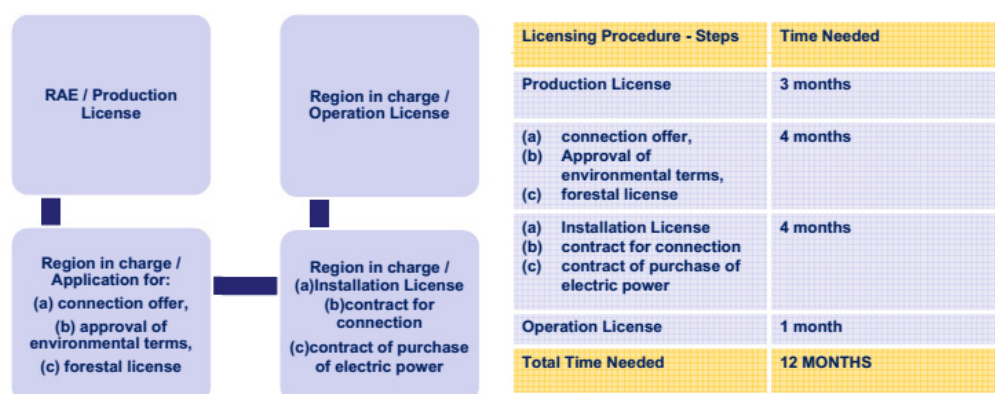 RAE / Production
License
Region in charge /
Operation License
Region in charge /
Application for:
(a) connection offer,
(b) approval of
environmental terms,
(c) forestal license
Region in charge /
(a)Installation License
(b)contract for
connection
(c)contract of purchase
of electric power
Licensing Procedure - Steps Time Needed
Production License 3 months
(a) connection offer, 4 months
(b) Approval of
environmental terms,
(c) forestal license
(a) Installation License 4 months
(b) contract for connection
(c) contract of purchase of
electric power
Operation License 1 month
Total Time Needed 12 MONTHS